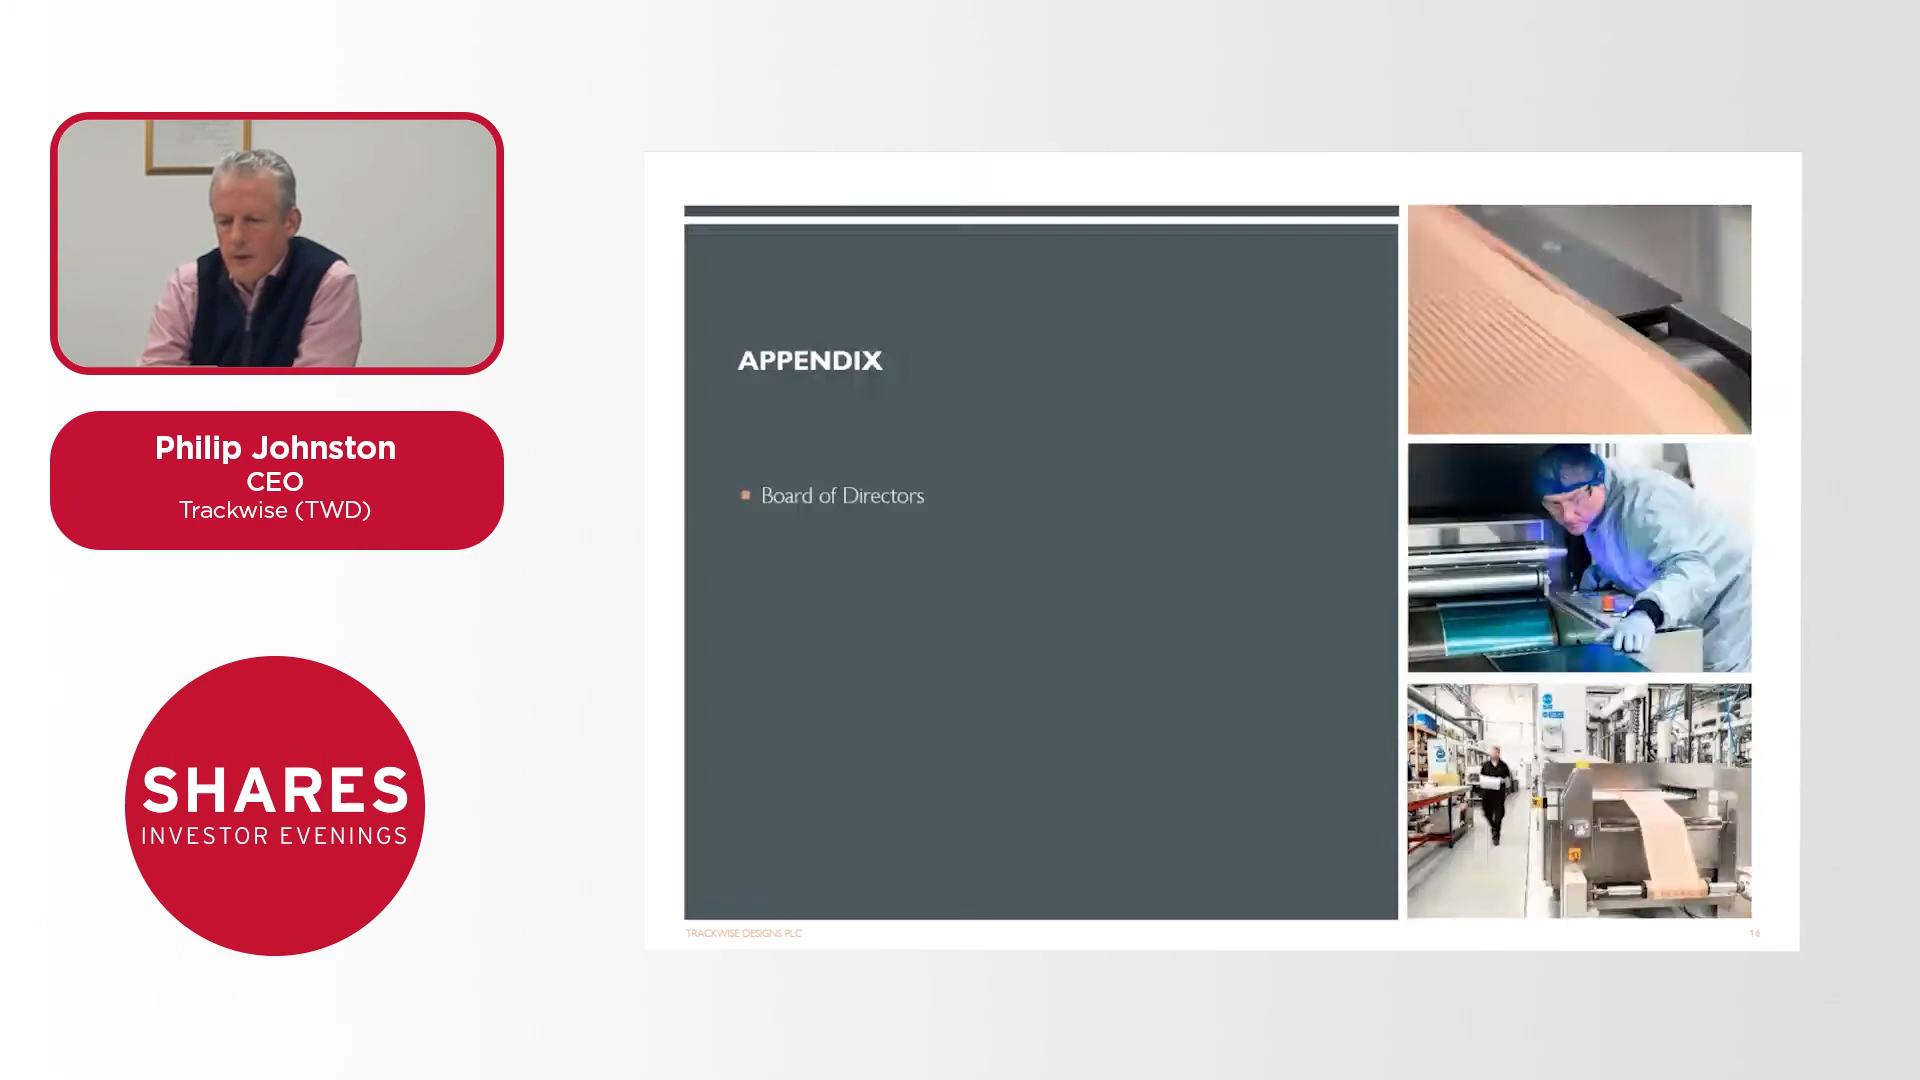 Philip Johnston
CEO
Trackwise (TWD)
SHARES
INVESTOR EVENINGS
APPENDIX
Board of Directors
TRACKWISE DESIGNS PLC
14